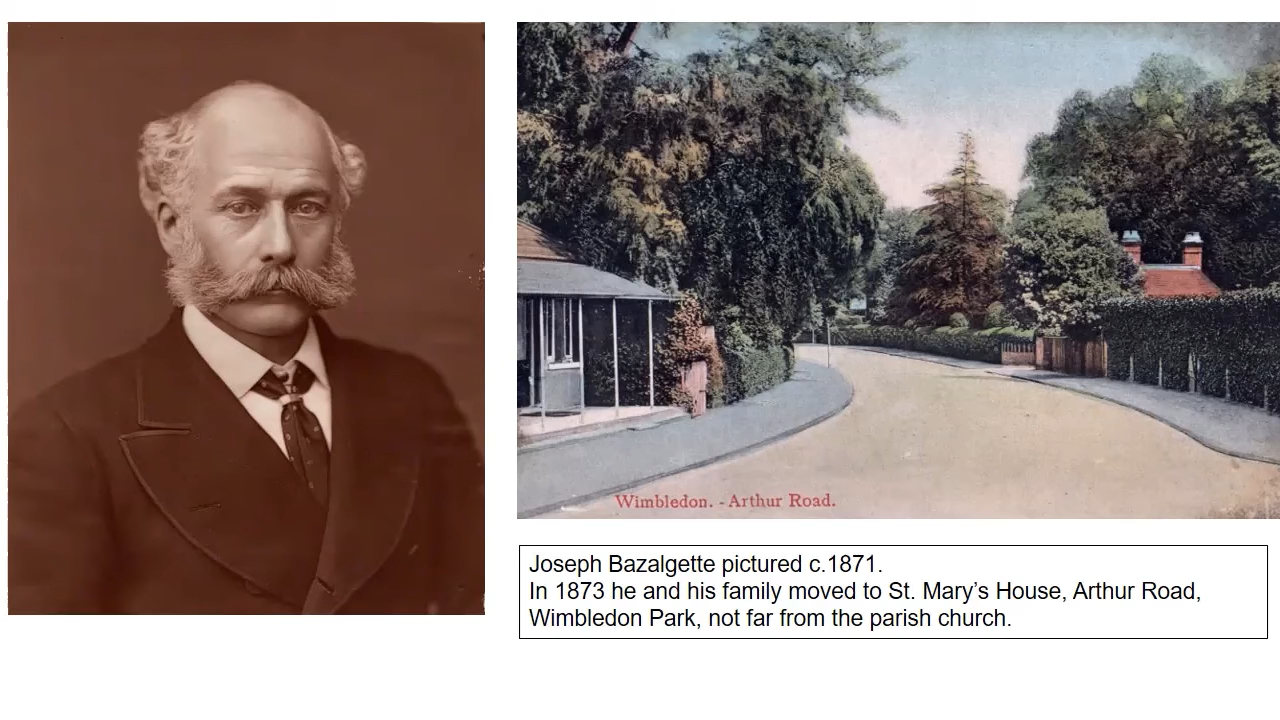 Wimbledon. - Arthur Road.
Joseph Bazalgette pictured c.1871.
In 1873 he and his family moved to St. Mary’s House, Arthur Road,
Wimbledon Park, not far from the parish church.